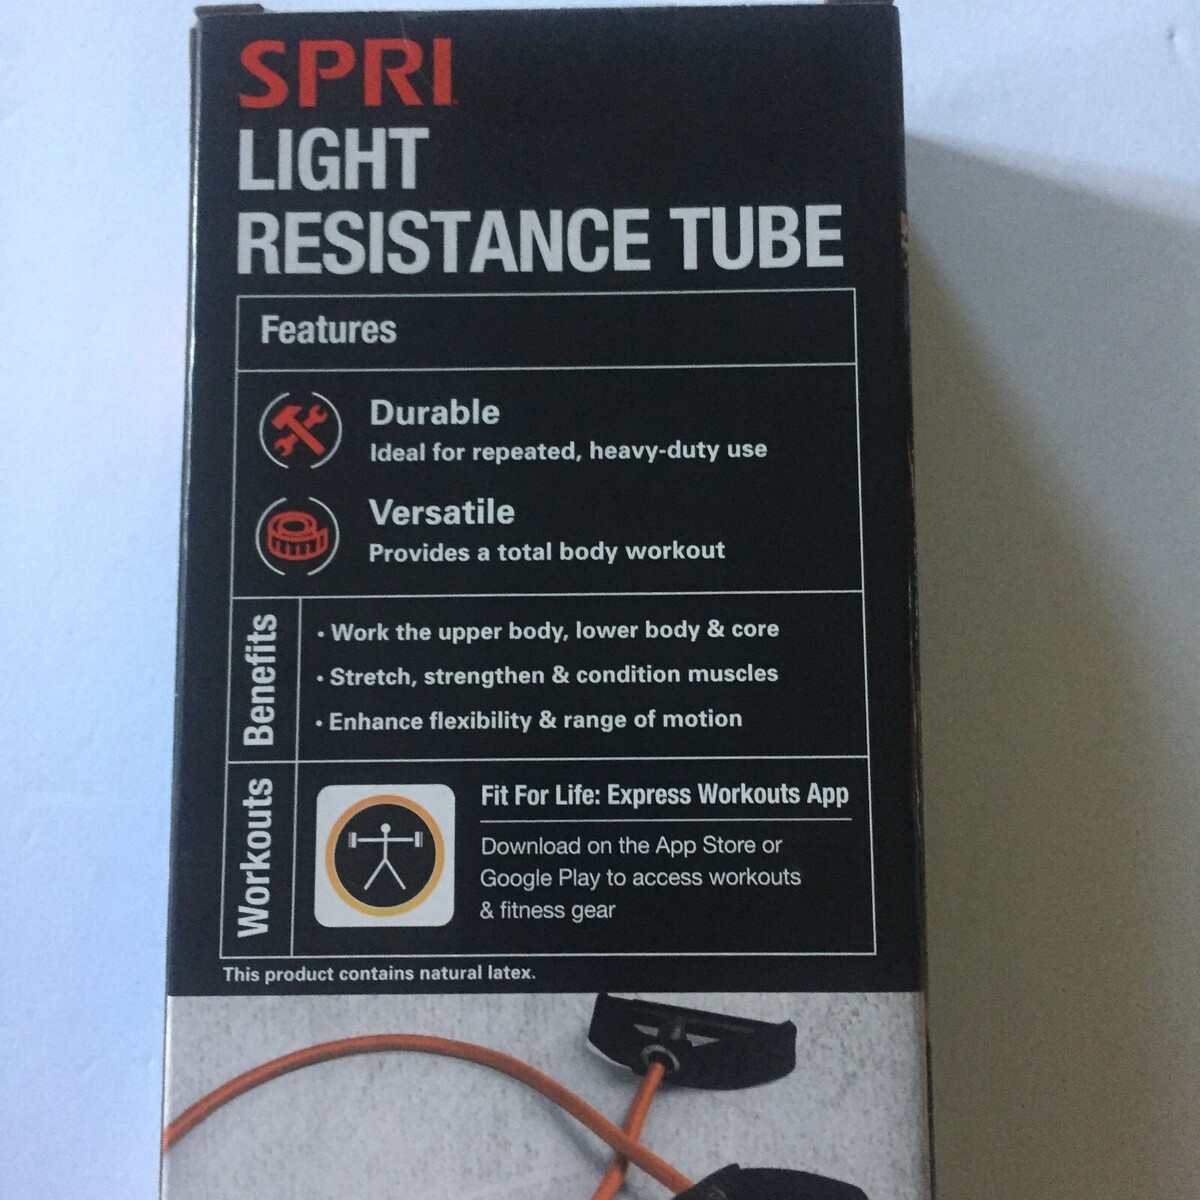 SPRI
LIGHT
RESISTANCE TUBE
Features
Durable
Ideal for repeated, heavy-duty use
Versatile
Provides a total body workout
Benefits
• Work the upper body, lower body & core
• Stretch, strengthen & condition muscles
• Enhance flexibility & range of motion
Workouts
Fit For Life: Express Workouts App
Download on the App Store or
Google Play to access workouts
& fitness gear
This product contains natural latex.